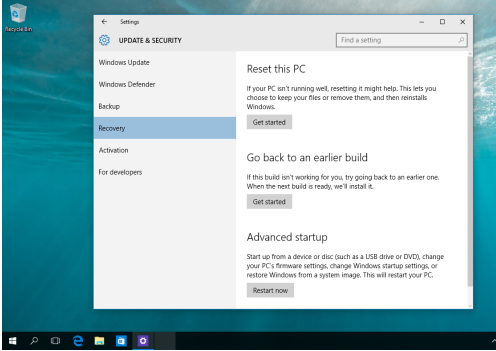 Recycle Bin
Settings
UPDATE & SECURITY
Find a setting
Windows Update
Windows Defender
Backup
Recovery
Activation
For developers
Reset this PC
If your PC isn't running well, resetting it might help. This lets you
choose to keep your files or remove them, and then reinstalls
Windows.
Get started
Go back to an earlier build
If this build isn't working for you, try going back to an earlier one.
When the next build is ready, we'll install it.
Get started
Advanced startup
Start up from a device or disc (such as a USB drive or DVD), change
your PC's firmware settings, change Windows startup settings, or
restore Windows from a system image. This will restart your PC.
Restart now